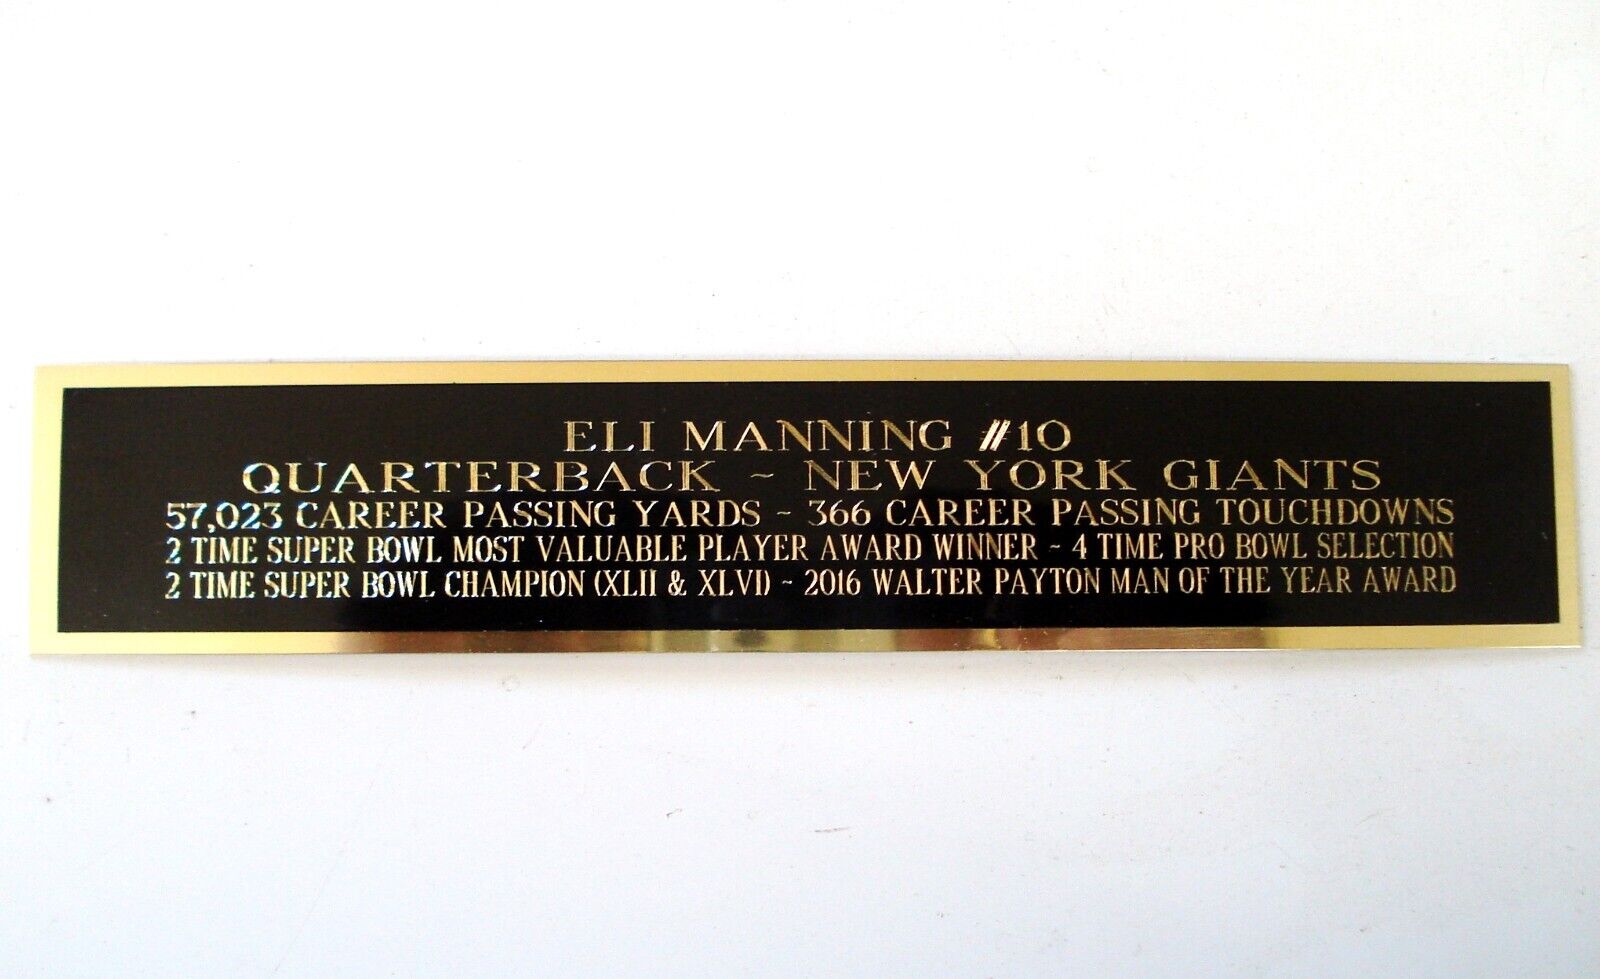 ELI MANNING #10
QUARTERBACK ~ NEW YORK GIANTS
57,023 CAREER PASSING YARDS ~ 366 CAREER PASSING TOUCHDOWNS
2 TIME SUPER BOWL MOST VALUABLE PLAYER AWARD WINNER ~ 4 TIME PRO BOWL SELECTION
2 TIME SUPER BOWL CHAMPION (XLII & XLVI) ~ 2016 WALTER PAYTON MAN OF THE YEAR AWARD